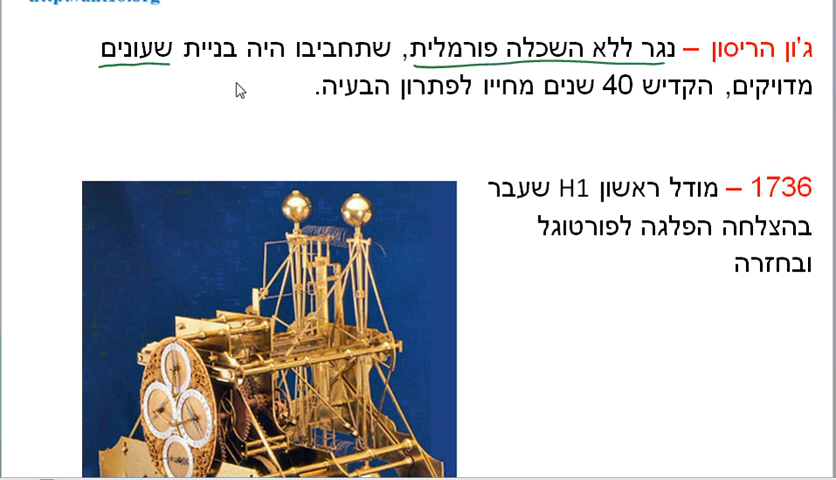 ג'ון הריסון – נגר ללא השכלה פורמלית, שתחביבו היה בניית שעונים
מדויקים, הקדיש 40 שנים מחייו לפתרון הבעיה.
1736 – מודל ראשון H1 שעבר
בהצלחה הפלגה לפורטוגל
ובחזרה